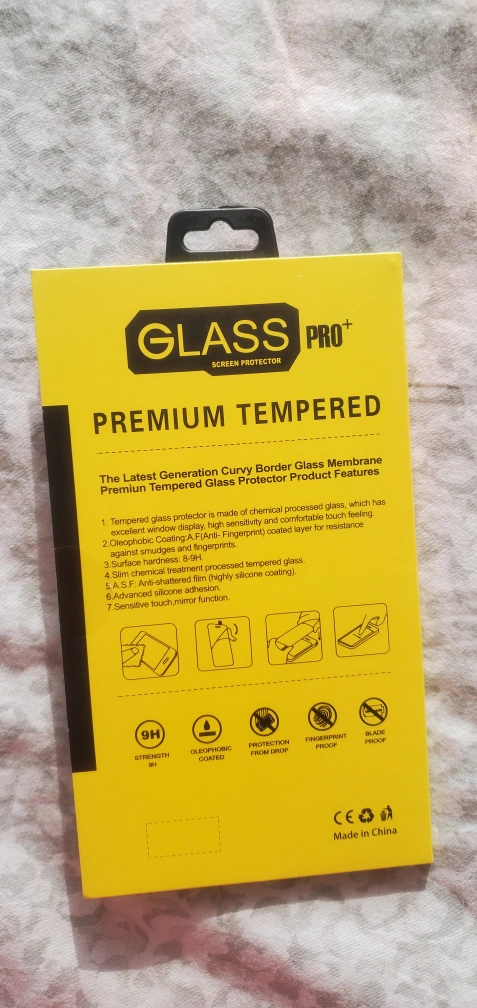 GLASS PRO+
SCREEN PROTECTOR
PREMIUM TEMPERED
The Latest Generation Curvy Border Glass Membrane
Premiun Tempered Glass Protector Product Features
1. Tempered glass protector is made of chemical processed glass, which has
excellent window display, high sensitivity and comfortable touch feeling.
2.Oleophobic Coating:A.F(Anti- Fingerprint) coated layer for resistance
against smudges and fingerprints.
3.Surface hardness: 8-9H.
4.Slim chemical treatment processed tempered glass.
5.A.S.F: Anti-shattered film (highly silicone coating).
6.Advanced silicone adhesion.
7.Sensitive touch,mirror function.
9H
STRENGTH
9H
OLEOPHOBIC
COATED
PROTECTION
FROM DROP
FINGERPRINT
PROOF
BLADE
PROOF
CE
Made in China